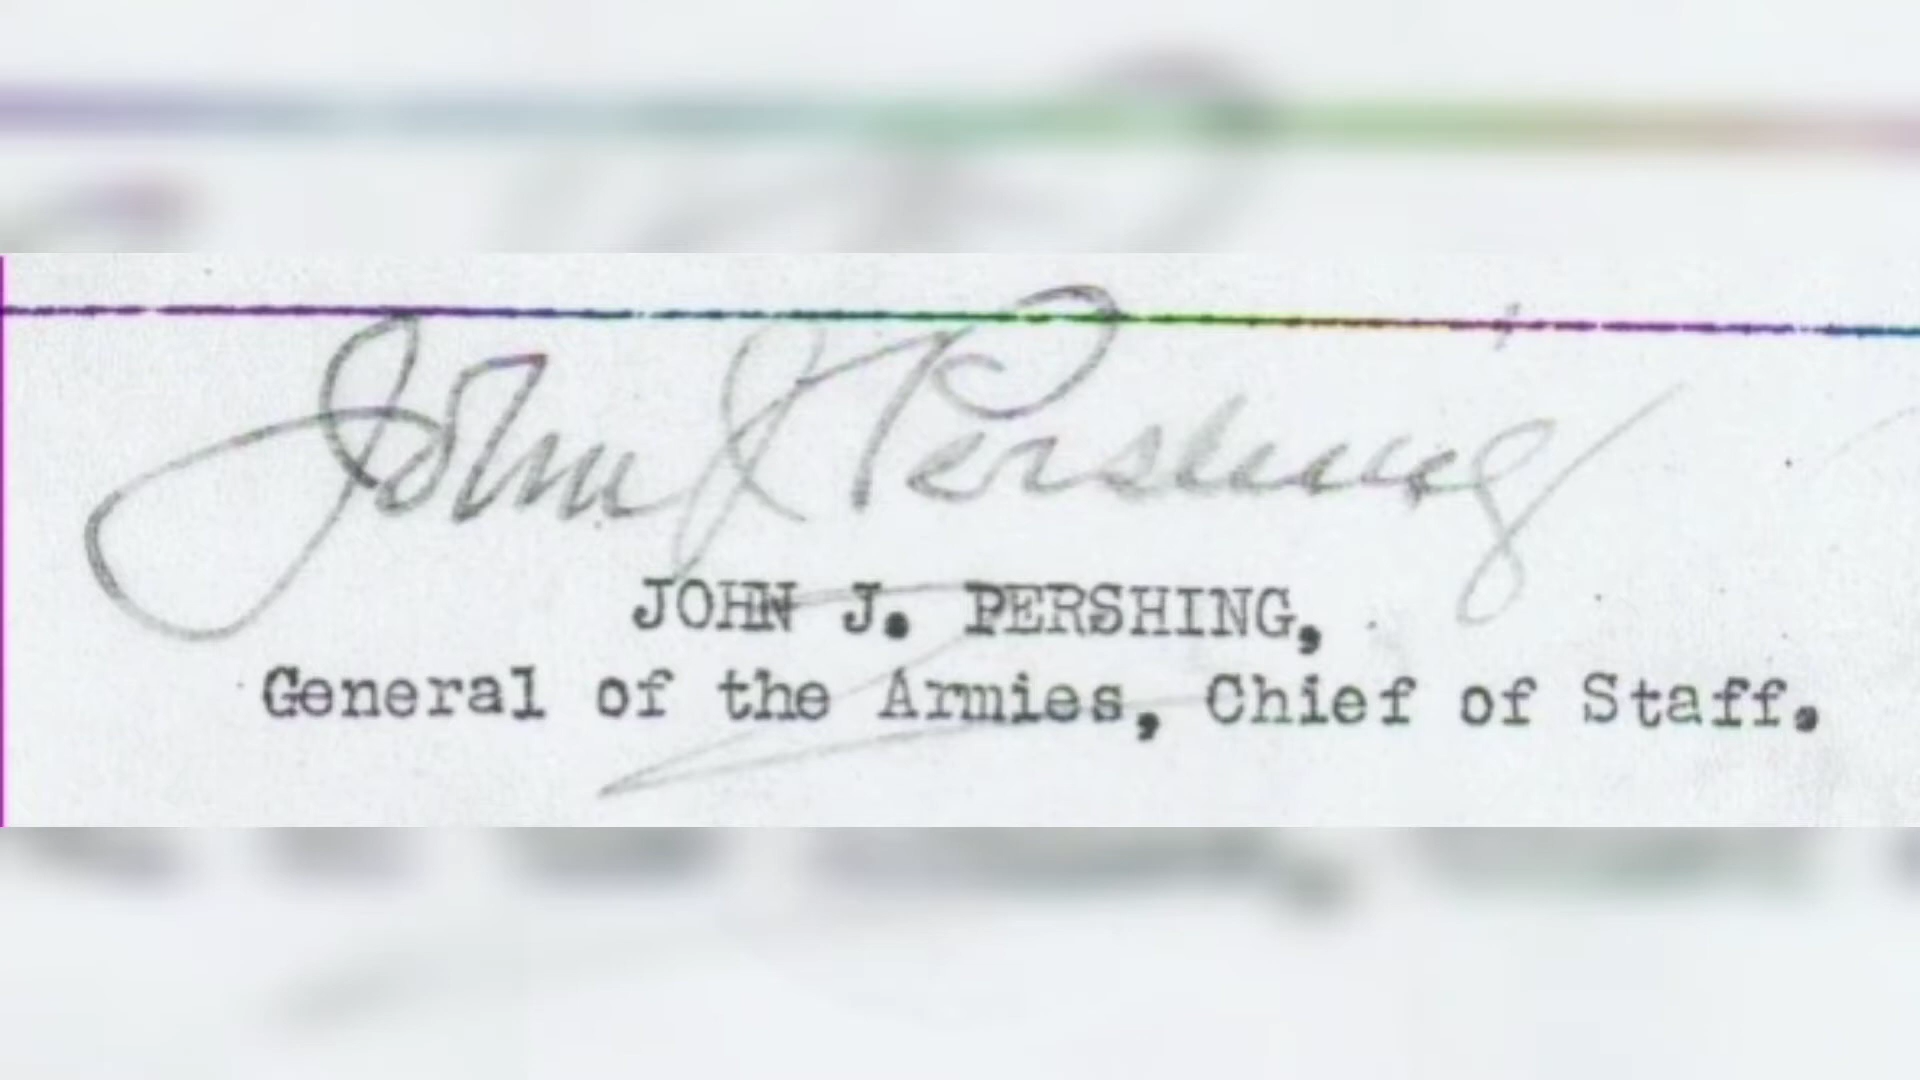 John J Pershing
JOHN J. PERSHING,
General of the Armies, Chief of Staff.